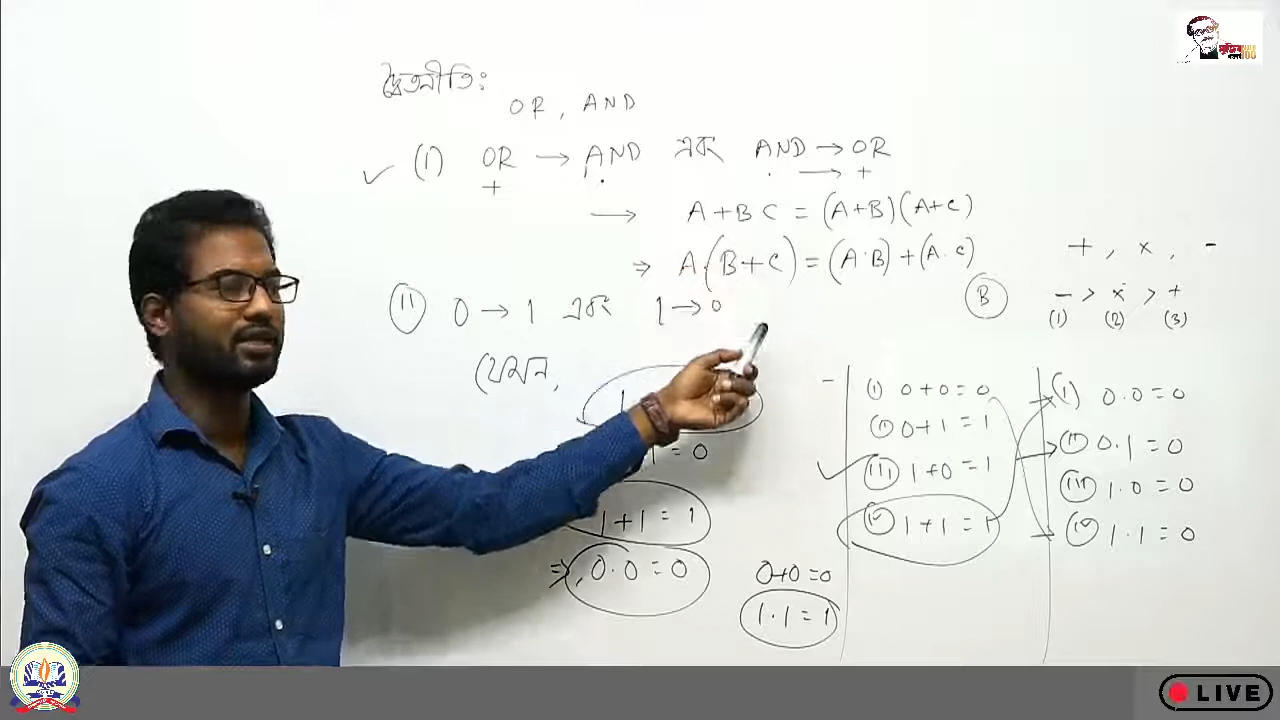 দ্বৈতনীতিঃ
OR, AND
(i) OR → AND এবং AND → OR
+ . . → +
→ A + B C = (A+B)(A+C)
⇒ A(B+C) = (A·B) + (A·C)
(ii) 0 → 1 এবং 1 → 0
যেমন,
1 = 0
1+1 = 1
⇒ 0·0 = 0
0+0=0
1·1=1
+, ×, -
B
- > × > +
(1) (2) (3)
(i) 0+0=0
(ii) 0+1=1
(iii) 1+0=1
(iv) 1+1=1
(i) 0·0=0
(ii) 0·1=0
(iii) 1·0=0
(iv) 1·1=0
LIVE